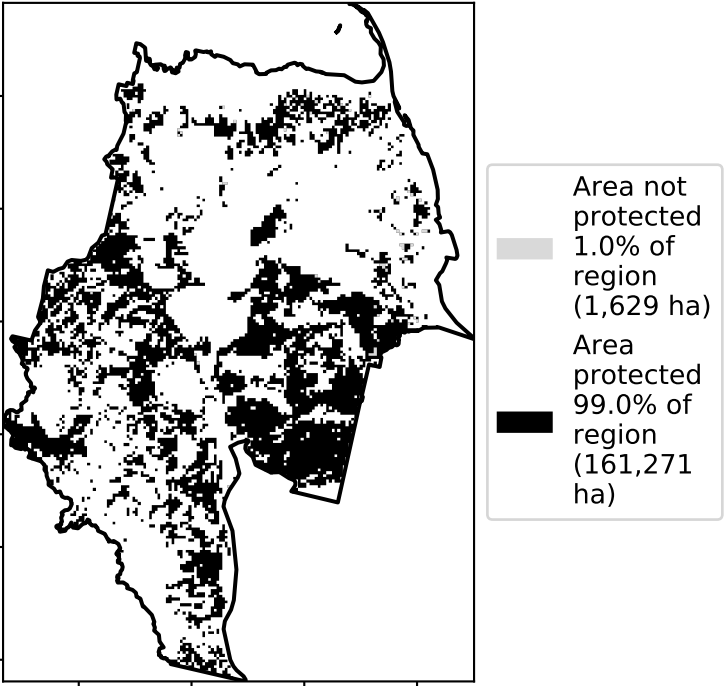 Area not
protected
1.0% of
region
(1,629 ha)
Area
protected
99.0% of
region
(161,271
ha)